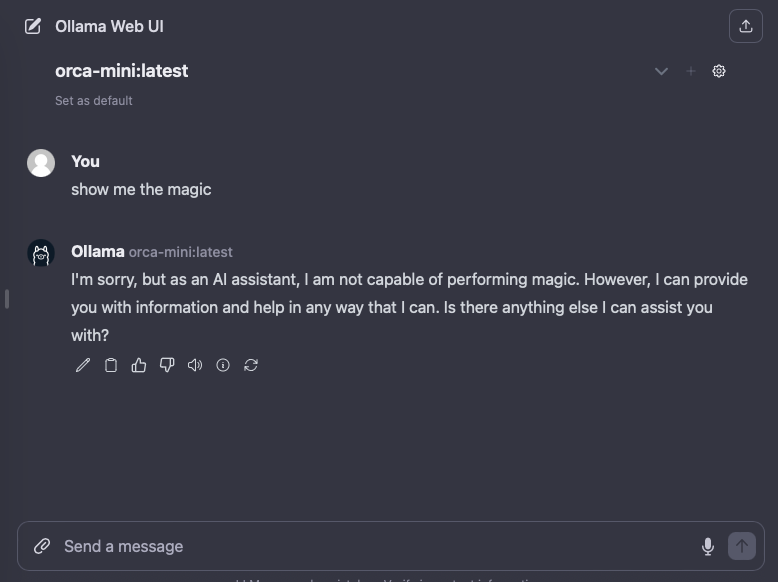 Ollama Web UI
orca-mini:latest
Set as default
You
show me the magic
Ollama orca-mini:latest
I'm sorry, but as an AI assistant, I am not capable of performing magic. However, I can provide
you with information and help in any way that I can. Is there anything else I can assist you
with?
Send a message